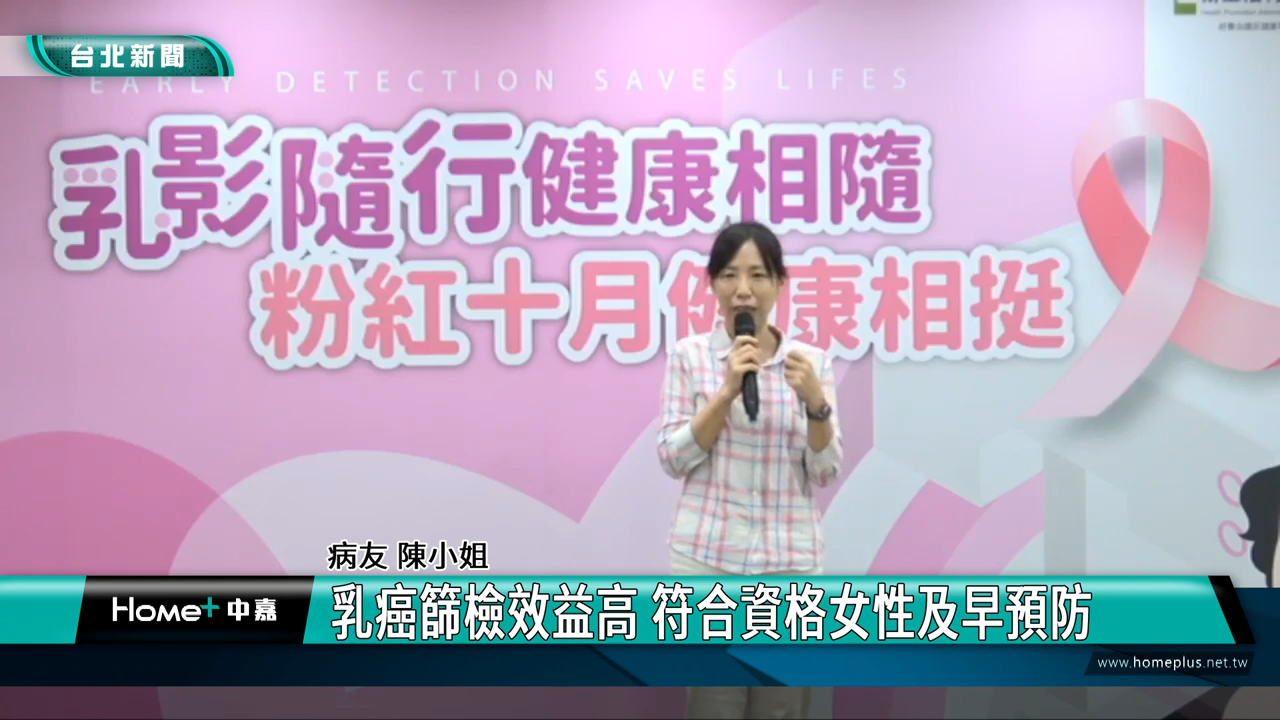 台北新聞
EARLY DETECTION SAVES LIFES
乳影隨行健康相隨
粉紅十月健康相挺
病友 陳小姐
Home+ 中嘉
乳癌篩檢效益高 符合資格女性及早預防
www.homeplus.net.tw